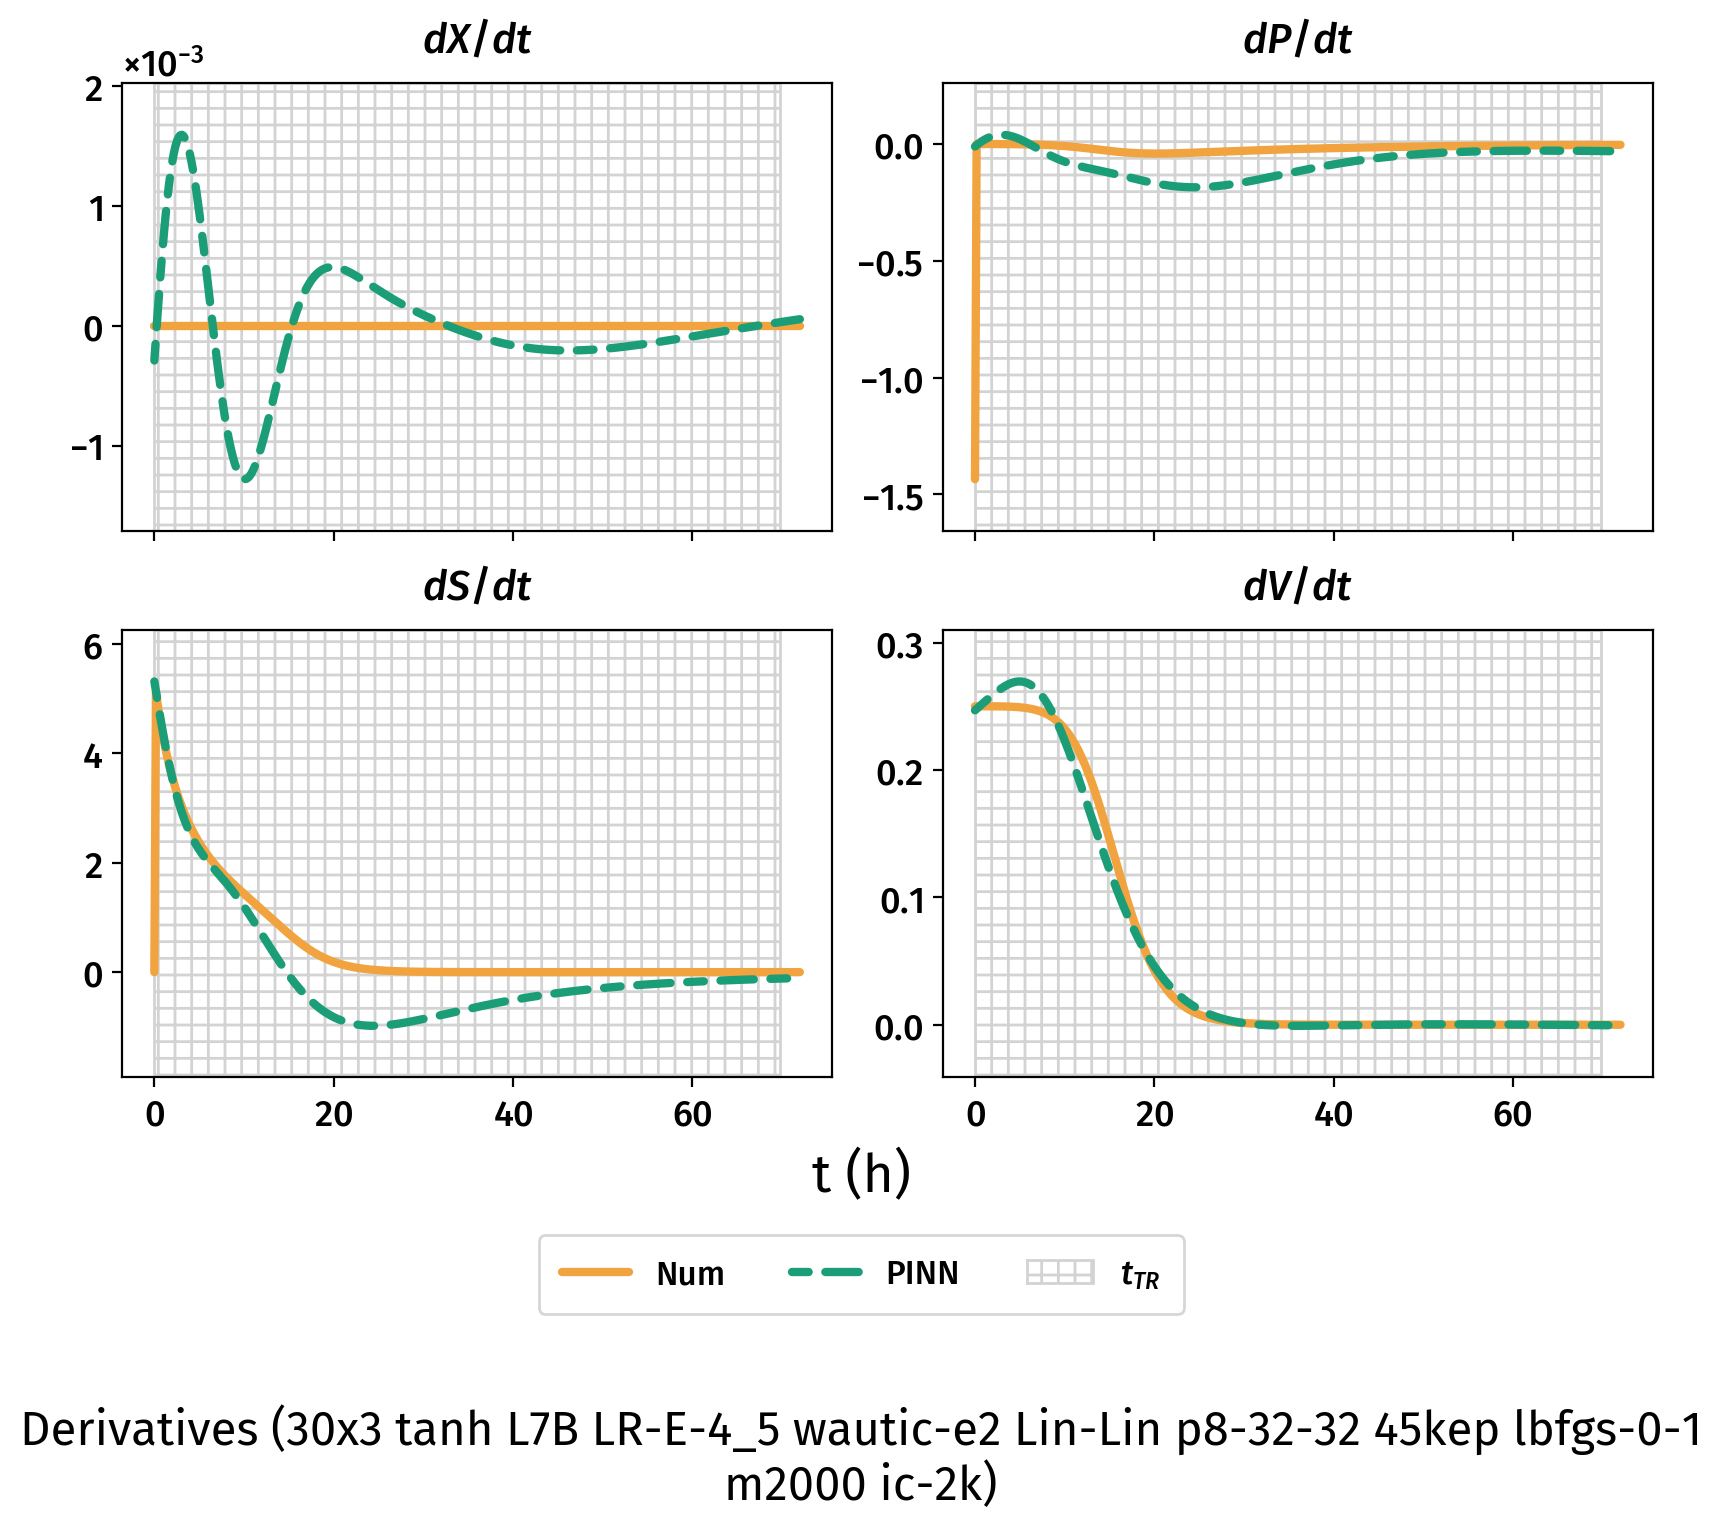 dX/dt
×10⁻³
2
1
0
−1
dP/dt
0.0
−0.5
−1.0
−1.5
dS/dt
6
4
2
0
0 20 40 60
dV/dt
0.3
0.2
0.1
0.0
0 20 40 60
t (h)
Num PINN t_TR
Derivatives (30x3 tanh L7B LR-E-4_5 wautic-e2 Lin-Lin p8-32-32 45kep lbfgs-0-1
m2000 ic-2k)